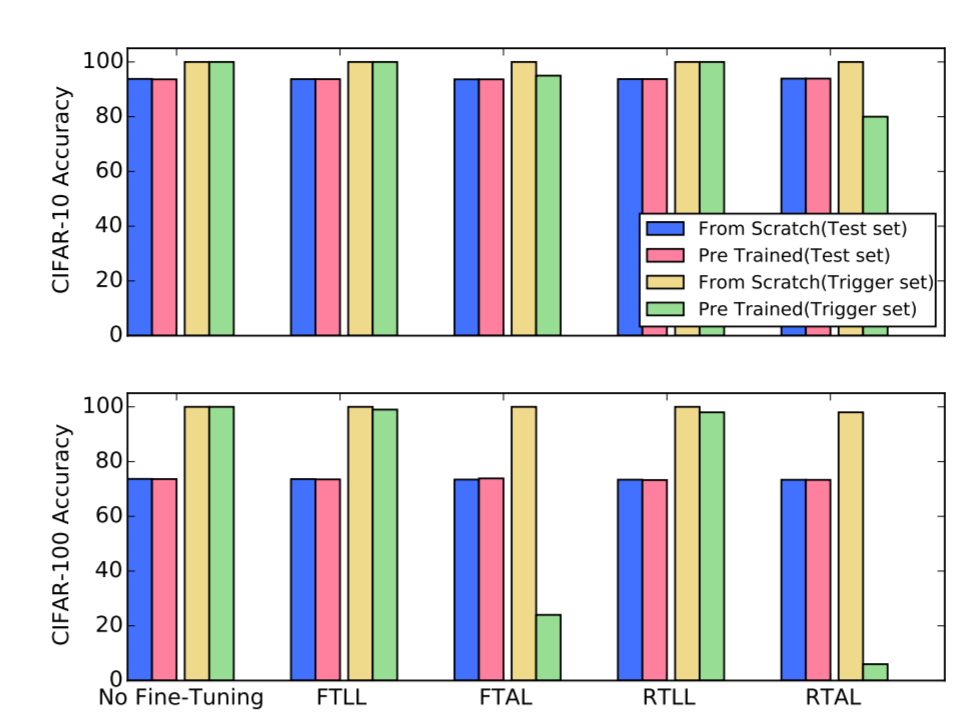 CIFAR-10 Accuracy
100
80
60
40
20
0
From Scratch(Test set)
Pre Trained(Test set)
From Scratch(Trigger set)
Pre Trained(Trigger set)
CIFAR-100 Accuracy
100
80
60
40
20
0
No Fine-Tuning FTLL FTAL RTLL RTAL